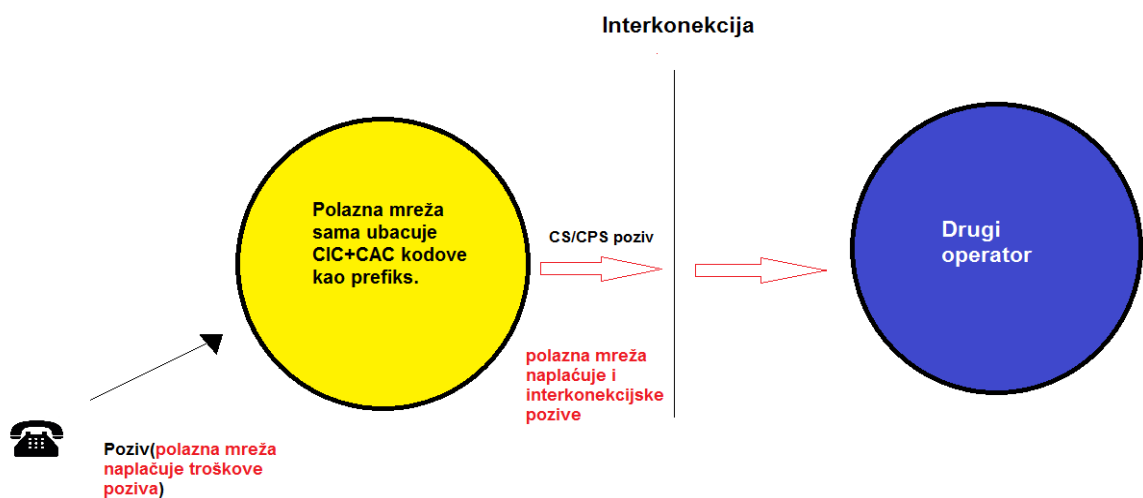 Interkonekcija
Polazna mreža
sama ubacuje
CIC+CAC kodove
kao prefiks.
CS/CPS poziv
Drugi
operator
polazna mreža
naplaćuje i
interkonekcijske
pozive
Poziv(polazna mreža
naplačuje troškove
poziva)